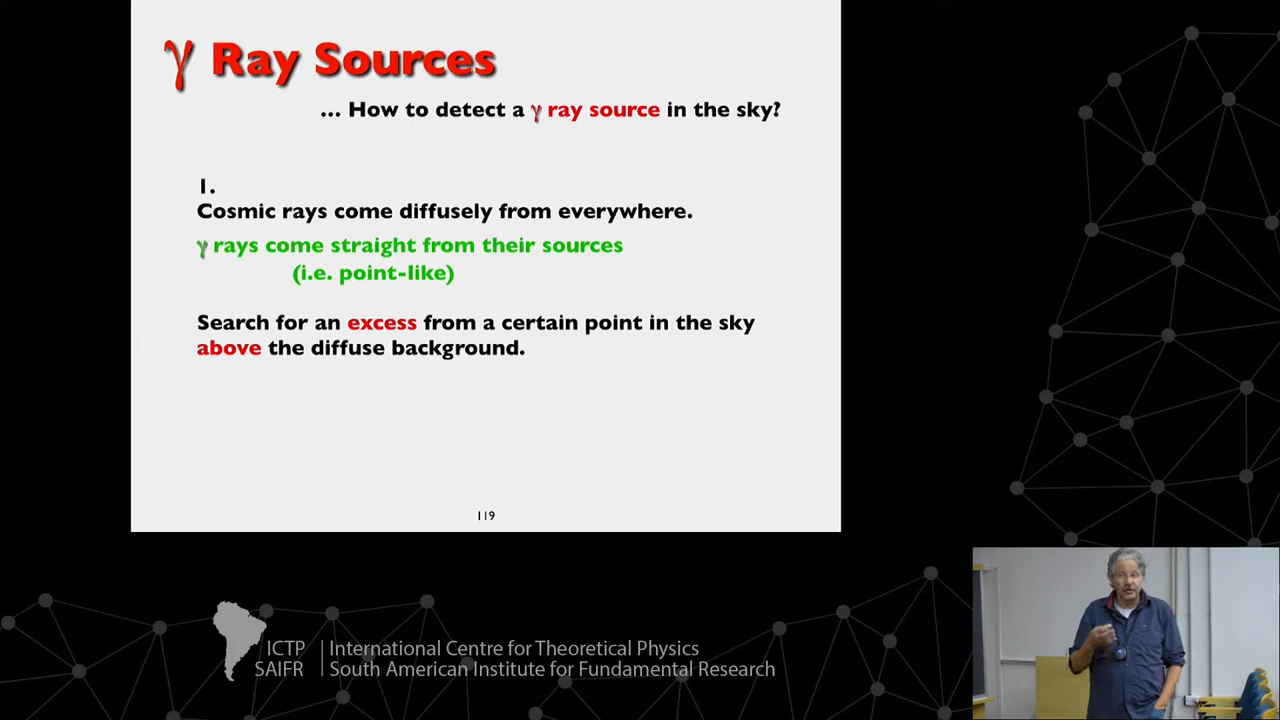 γ Ray Sources
... How to detect a γ ray source in the sky?
1.
Cosmic rays come diffusely from everywhere.
γ rays come straight from their sources
(i.e. point-like)
Search for an excess from a certain point in the sky
above the diffuse background.
119
ICTP International Centre for Theoretical Physics
SAIFR South American Institute for Fundamental Research